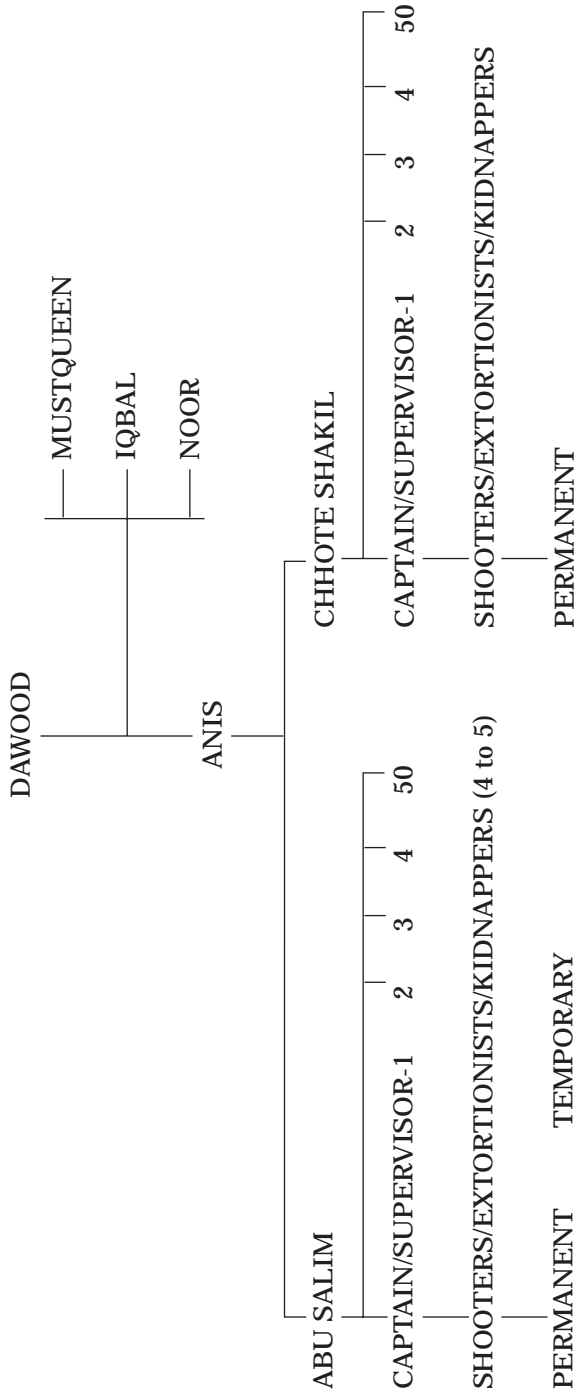 DAWOOD
MUSTQUEEN
IQBAL
NOOR
ANIS
ABU SALIM CHHOTE SHAKIL
CAPTAIN/SUPERVISOR-1 2 3 4 50 CAPTAIN/SUPERVISOR-1 2 3 4 50
SHOOTERS/EXTORTIONISTS/KIDNAPPERS (4 to 5) SHOOTERS/EXTORTIONISTS/KIDNAPPERS
PERMANENT TEMPORARY PERMANENT